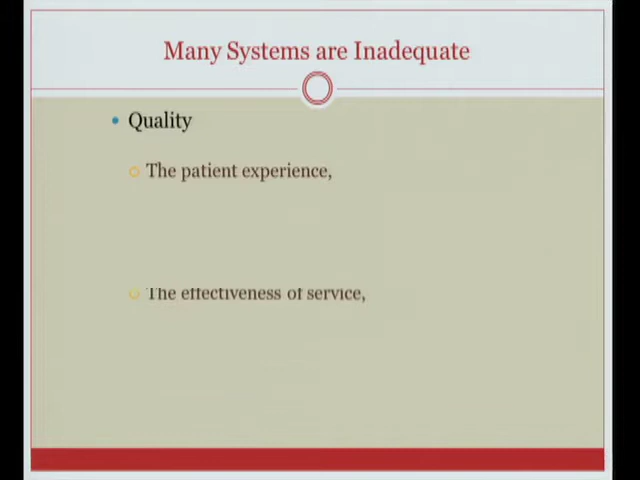 Many Systems are Inadequate
Quality
The patient experience,
The effectiveness of service,